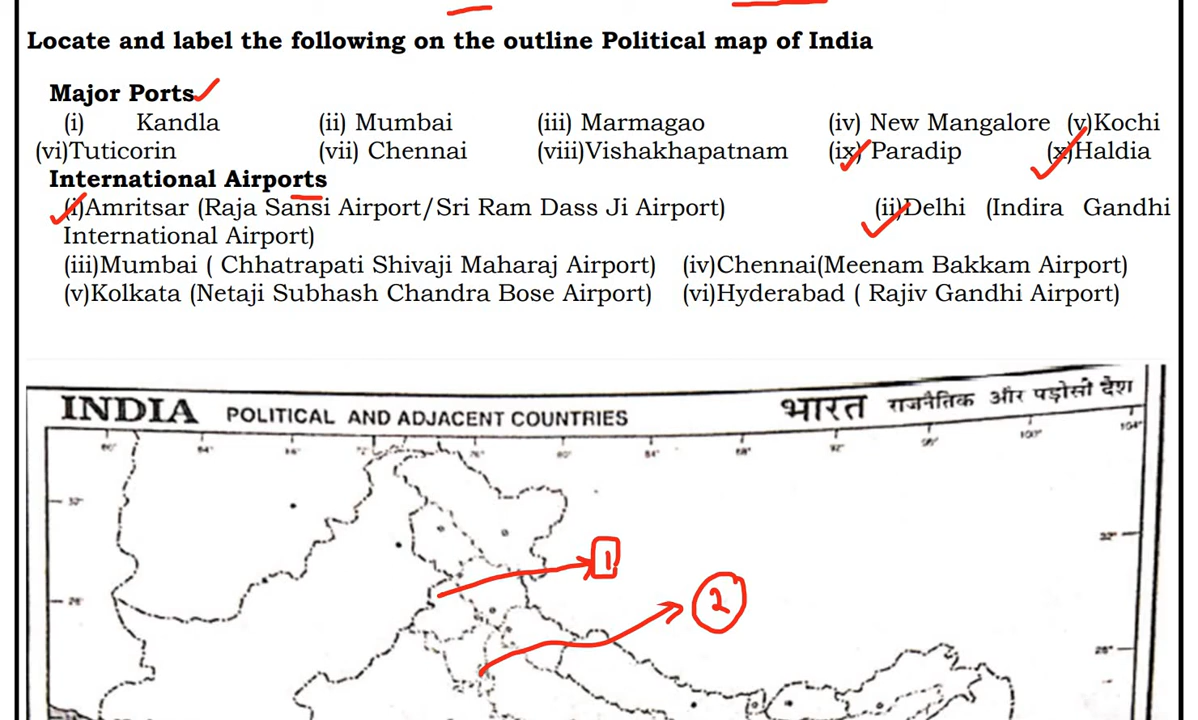 Locate and label the following on the outline Political map of India
Major Ports
(i) Kandla (ii) Mumbai (iii) Marmagao (iv) New Mangalore (v)Kochi
(vi)Tuticorin (vii) Chennai (viii)Vishakhapatnam (ix) Paradip (x)Haldia
International Airports
(i)Amritsar (Raja Sansi Airport/Sri Ram Dass Ji Airport) (ii)Delhi (Indira Gandhi
International Airport)
(iii)Mumbai ( Chhatrapati Shivaji Maharaj Airport) (iv)Chennai(Meenam Bakkam Airport)
(v)Kolkata (Netaji Subhash Chandra Bose Airport) (vi)Hyderabad ( Rajiv Gandhi Airport)
INDIA POLITICAL AND ADJACENT COUNTRIES भारत राजनैतिक और पड़ोसी देश
100° 104°
1
2